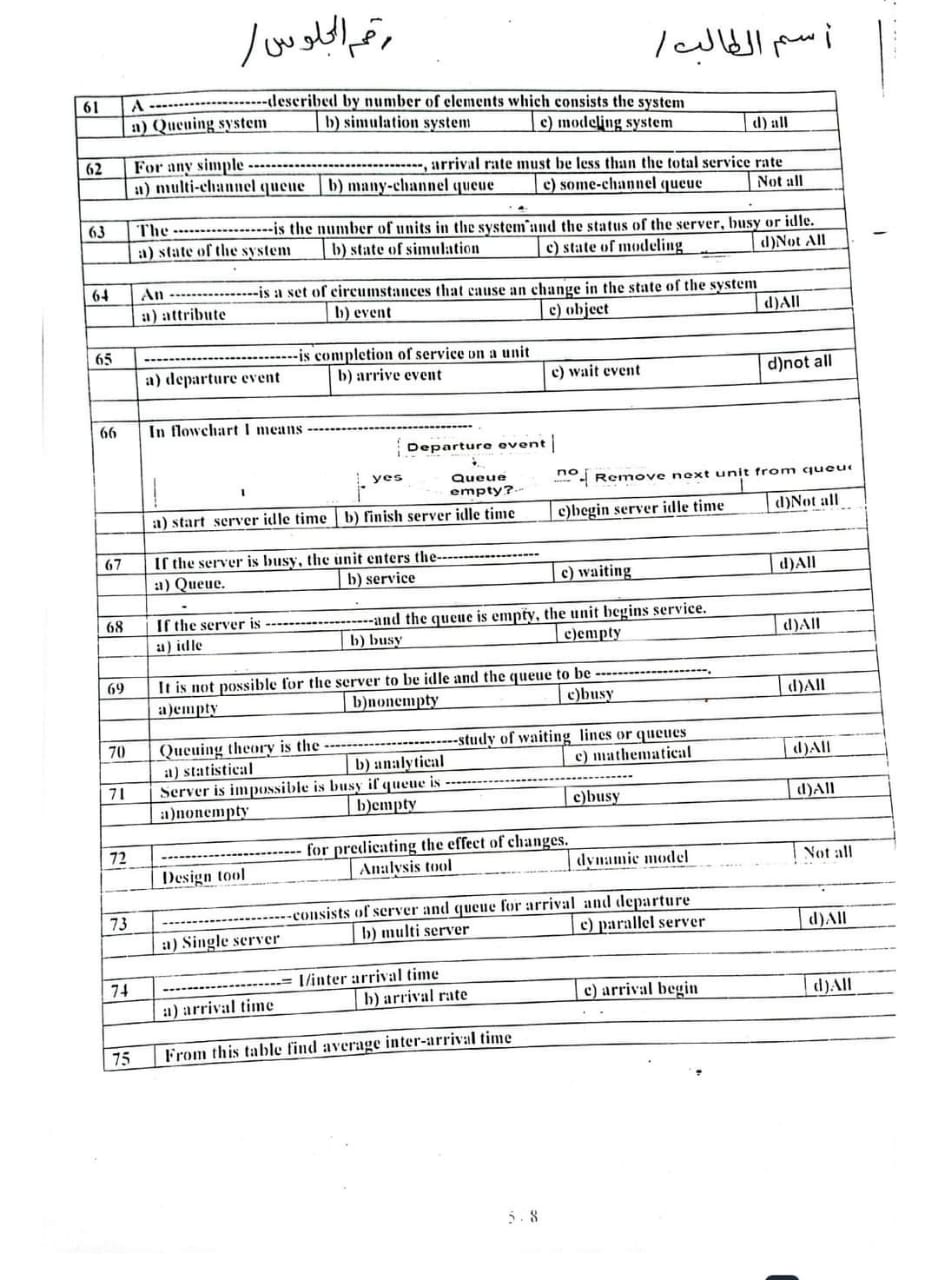 أسم الطالب/ رقم الجلوس/
61 A --------------------described by number of elements which consists the system
a) Queuing system b) simulation system c) modeling system d) all
62 For any simple -----------------------------, arrival rate must be less than the total service rate
a) multi-channel queue b) many-channel queue c) some-channel queue Not all
63 The -----------------is the number of units in the system and the status of the server, busy or idle.
a) state of the system b) state of simulation c) state of modeling d)Not All
64 An ---------------is a set of circumstances that cause an change in the state of the system
a) attribute b) event c) object d)All
65 --------------------------is completion of service on a unit
a) departure event b) arrive event c) wait event d)not all
66 In flowchart I means ----------------------------
Departure event
yes Queue empty? no Remove next unit from queue
I
a) start server idle time b) finish server idle time c)begin server idle time d)Not all
67 If the server is busy, the unit enters the-----------------
a) Queue. b) service c) waiting d)All
68 If the server is ------------------and the queue is empty, the unit begins service.
a) idle b) busy c)empty d)All
69 It is not possible for the server to be idle and the queue to be -------------------.
a)empty b)nonempty c)busy d)All
70 Queuing theory is the -----------------------study of waiting lines or queues
a) statistical b) analytical c) mathematical d)All
71 Server is impossible is busy if queue is --------------------------------
a)nonempty b)empty c)busy d)All
72 ------------------------ for predicating the effect of changes.
Design tool Analysis tool dynamic model Not all
73 ----------------------consists of server and queue for arrival and departure
a) Single server b) multi server c) parallel server d)All
74 --------------------= 1/inter arrival time
a) arrival time b) arrival rate c) arrival begin d)All
75 From this table find average inter-arrival time
5 . 8